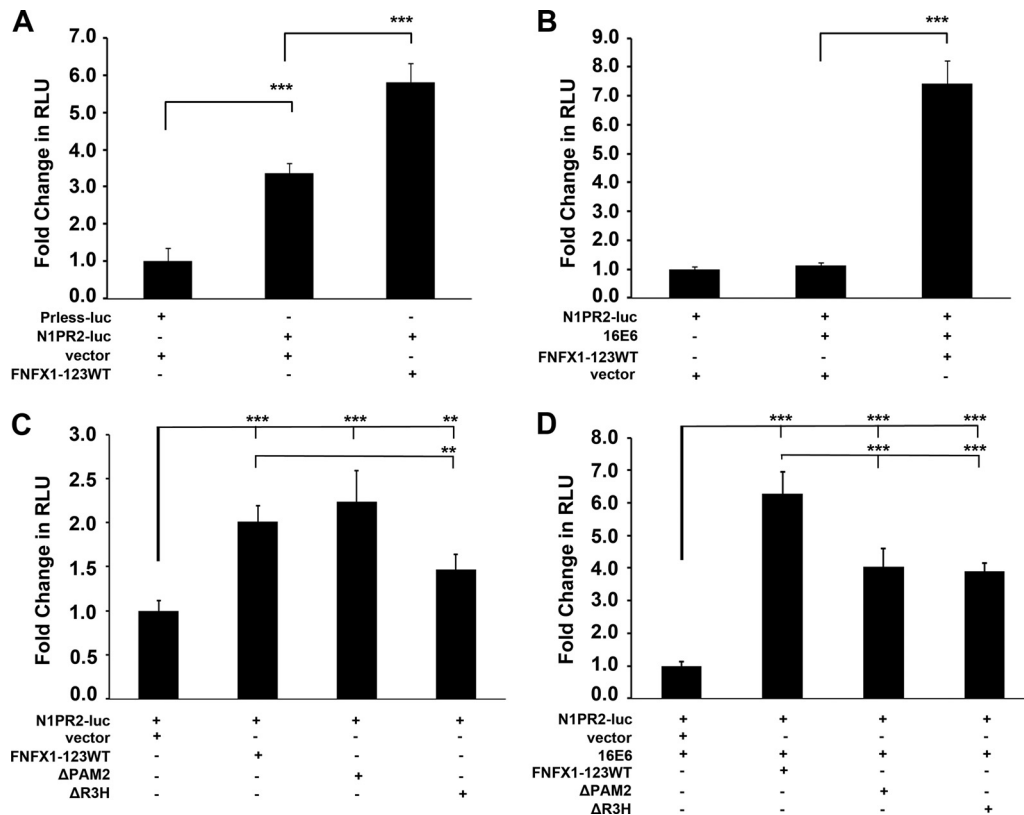 A
Fold Change in RLU
7.0
6.0
5.0
4.0
3.0
2.0
1.0
0.0
***
***
Prless-luc + - -
N1PR2-luc - + +
vector + + -
FNFX1-123WT - - +
B
Fold Change in RLU
9.0
8.0
7.0
6.0
5.0
4.0
3.0
2.0
1.0
0.0
***
N1PR2-luc + + +
16E6 - + +
FNFX1-123WT - - +
vector + + -
C
Fold Change in RLU
3.0
2.5
2.0
1.5
1.0
0.5
0.0
*** *** **
**
N1PR2-luc + + + +
vector + - - -
FNFX1-123WT - + - -
ΔPAM2 - - + -
ΔR3H - - - +
D
Fold Change in RLU
8.0
7.0
6.0
5.0
4.0
3.0
2.0
1.0
0.0
*** *** ***
*** ***
N1PR2-luc + + + +
vector + - - -
16E6 + + + +
FNFX1-123WT - + - -
ΔPAM2 - - + -
ΔR3H - - - +